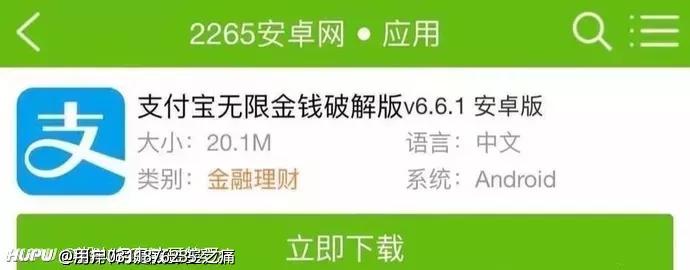 2265安卓网 ● 应用
支付宝无限金钱破解版v6.6.1 安卓版
大小: 20.1M 语言: 中文
类别: 金融理财 系统: Android
立即下载
HUPU